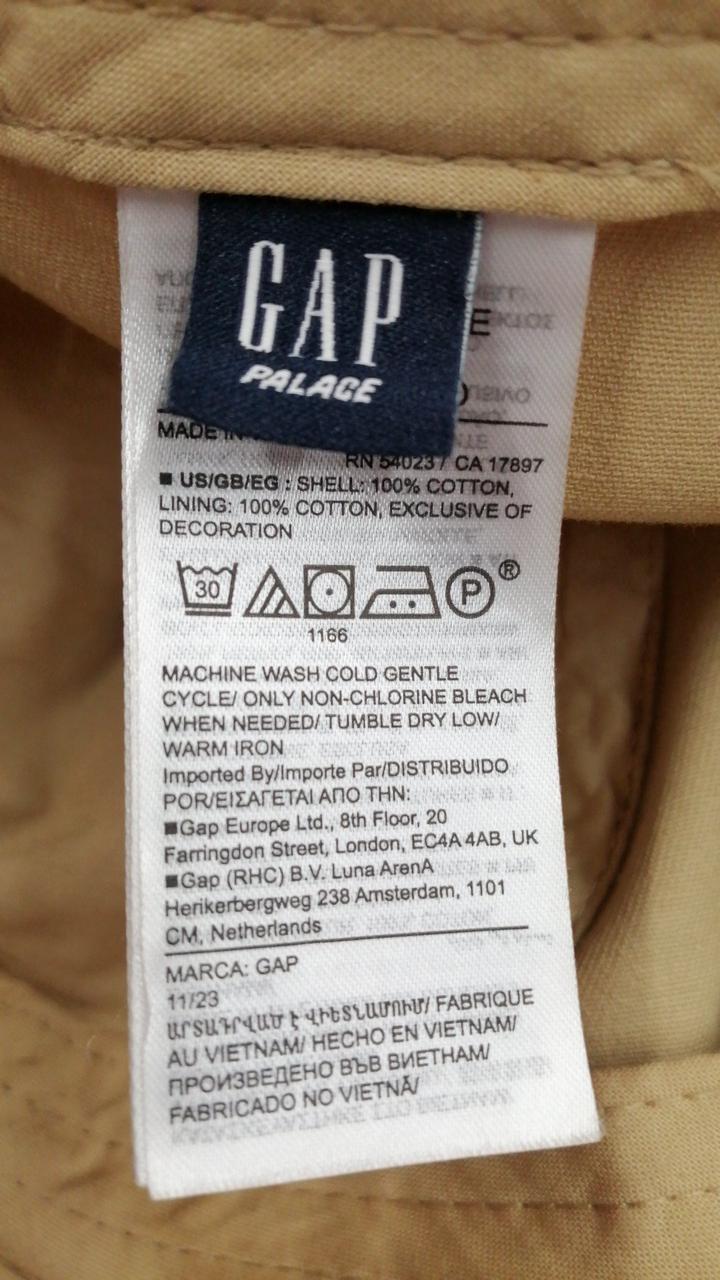 GAP
PALACE
MADE IN
RN 54023 / CA 17897
■ US/GB/EG : SHELL: 100% COTTON,
LINING: 100% COTTON, EXCLUSIVE OF
DECORATION
30
P
®
1166
MACHINE WASH COLD GENTLE
CYCLE/ ONLY NON-CHLORINE BLEACH
WHEN NEEDED/ TUMBLE DRY LOW/
WARM IRON
Imported By/Importe Par/DISTRIBUIDO
POR/ΕΙΣΑΓΕΤΑΙ ΑΠΟ ΤΗΝ:
■Gap Europe Ltd., 8th Floor, 20
Farringdon Street, London, EC4A 4AB, UK
■Gap (RHC) B.V. Luna ArenA
Herikerbergweg 238 Amsterdam, 1101
CM, Netherlands
MARCA: GAP
11/23
ԱՐՏԱԴՐՎԱԾ Է ՎԻԵՏՆԱՄՈՒՄ/ FABRIQUE
AU VIETNAM/ HECHO EN VIETNAM/
ПРОИЗВЕДЕНО ВЪВ ВИЕТНАМ/
FABRICADO NO VIETNÃ/